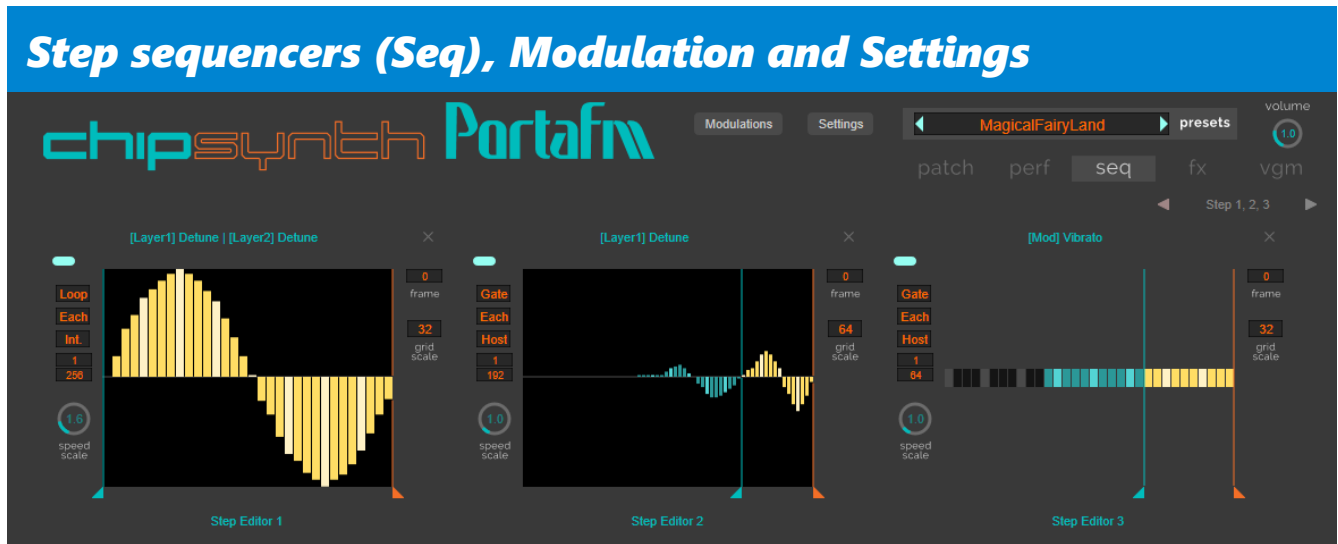 Step sequencers (Seq), Modulation and Settings
chipsynth Portafm
Modulations Settings
MagicalFairyLand presets
volume
1.0
patch perf seq fx vgm
Step 1, 2, 3
[Layer1] Detune | [Layer2] Detune
Loop
Each
Int.
1
256
1.6
speed
scale
0
frame
32
grid
scale
Step Editor 1
[Layer1] Detune
Gate
Each
Host
1
192
1.0
speed
scale
0
frame
64
grid
scale
Step Editor 2
[Mod] Vibrato
Gate
Each
Host
1
64
1.0
speed
scale
0
frame
32
grid
scale
Step Editor 3